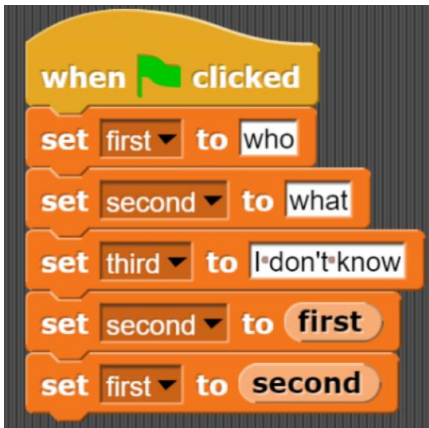 when clicked
set first to who
set second to what
set third to I don't know
set second to first
set first to second